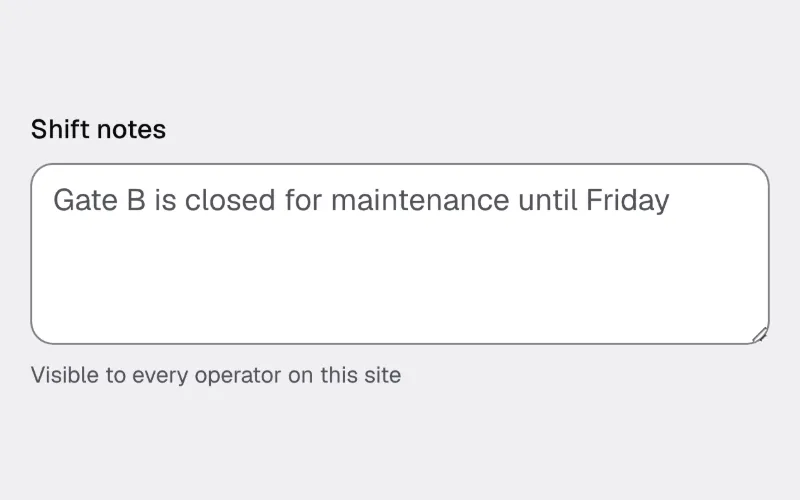 Shift notes
Gate B is closed for maintenance until Friday
Visible to every operator on this site